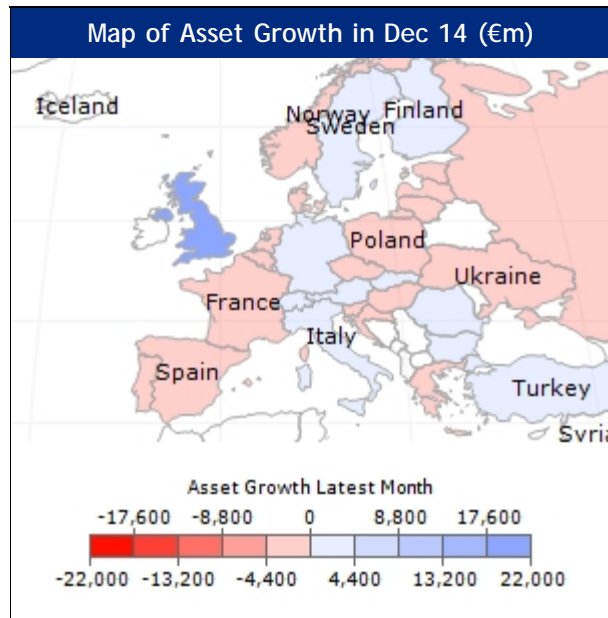 Map of Asset Growth in Dec 14 (€m)
Iceland
Norway Finland
Sweden
Poland
Ukraine
France
Italy
Spain
Turkey
Syria
Asset Growth Latest Month
-17,600 -8,800 0 8,800 17,600
-22,000 -13,200 -4,400 4,400 13,200 22,000